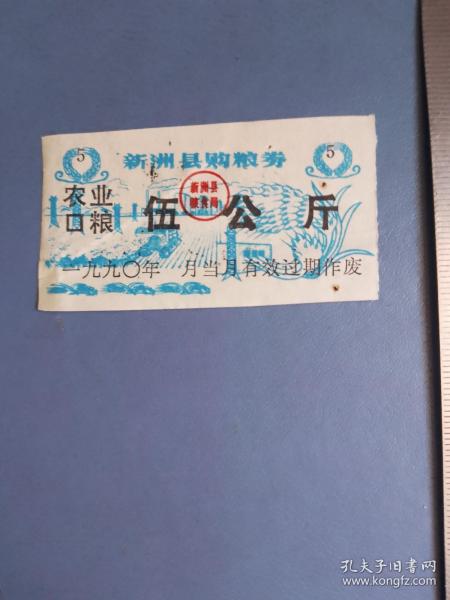 5 5
新洲县购粮券
新洲县
粮食局
农业
口粮
伍公斤
一九九〇年 月当月有效过期作废
孔夫子旧书网
www.kongfz.com